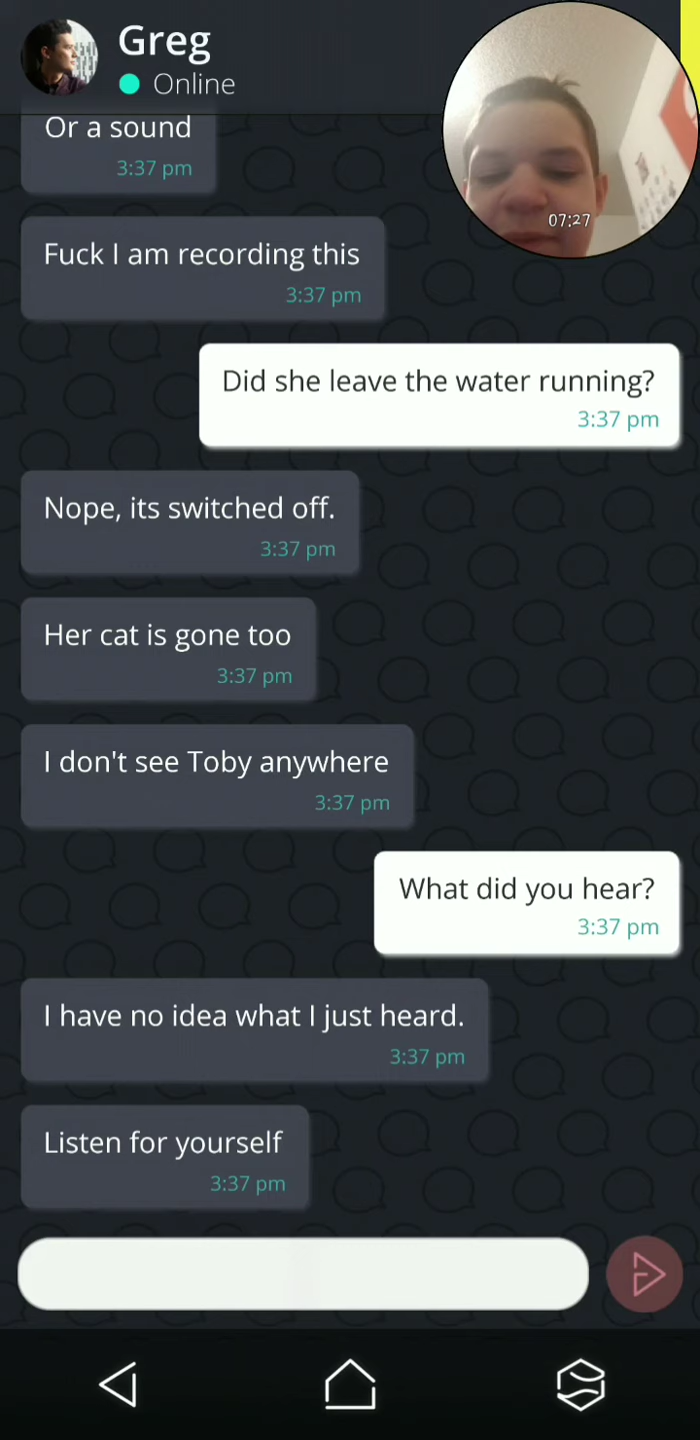 Greg
Online
Or a sound
3:37 pm
07:27
Fuck I am recording this
3:37 pm
Did she leave the water running?
3:37 pm
Nope, its switched off.
3:37 pm
Her cat is gone too
3:37 pm
I don't see Toby anywhere
3:37 pm
What did you hear?
3:37 pm
I have no idea what I just heard.
3:37 pm
Listen for yourself
3:37 pm